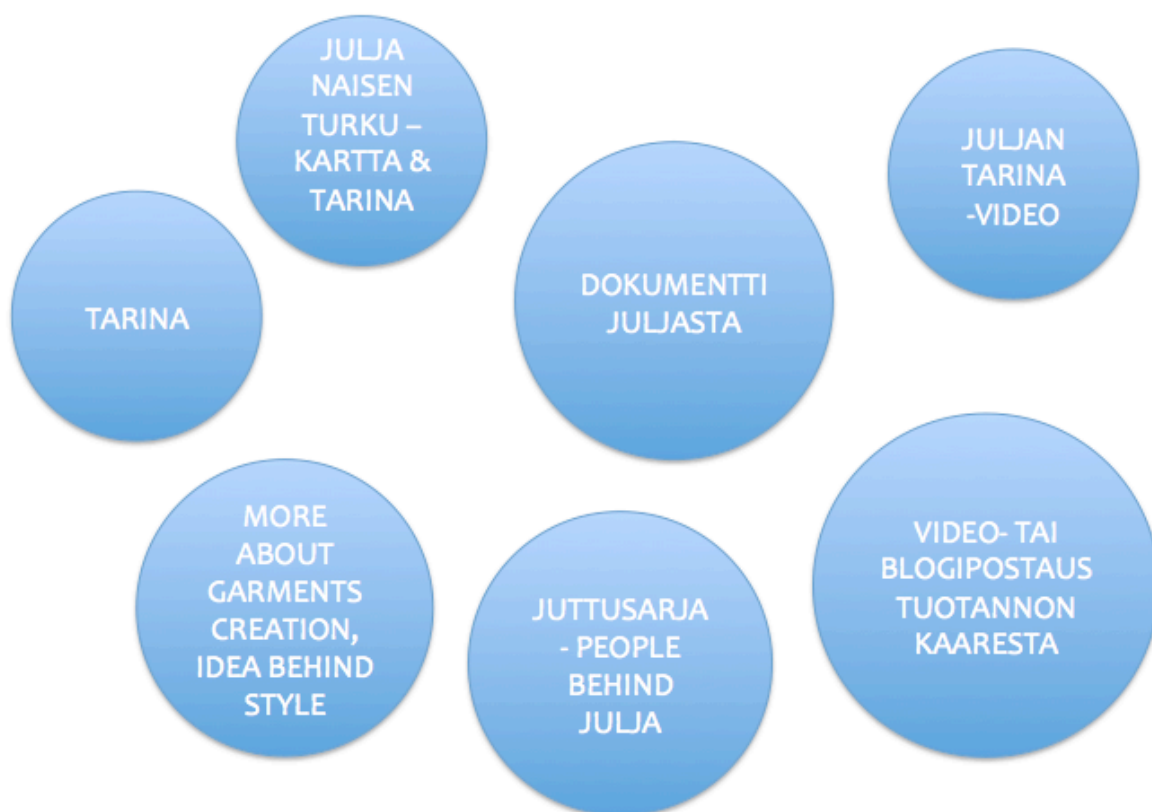 JULJA
NAISEN
TURKU –
KARTTA &
TARINA
JULJAN
TARINA
-VIDEO
TARINA
DOKUMENTTI
JULJASTA
MORE
ABOUT
GARMENTS
CREATION,
IDEA BEHIND
STYLE
JUTTUSARJA
- PEOPLE
BEHIND
JULJA
VIDEO- TAI
BLOGIPOSTAUS
TUOTANNON
KAARESTA